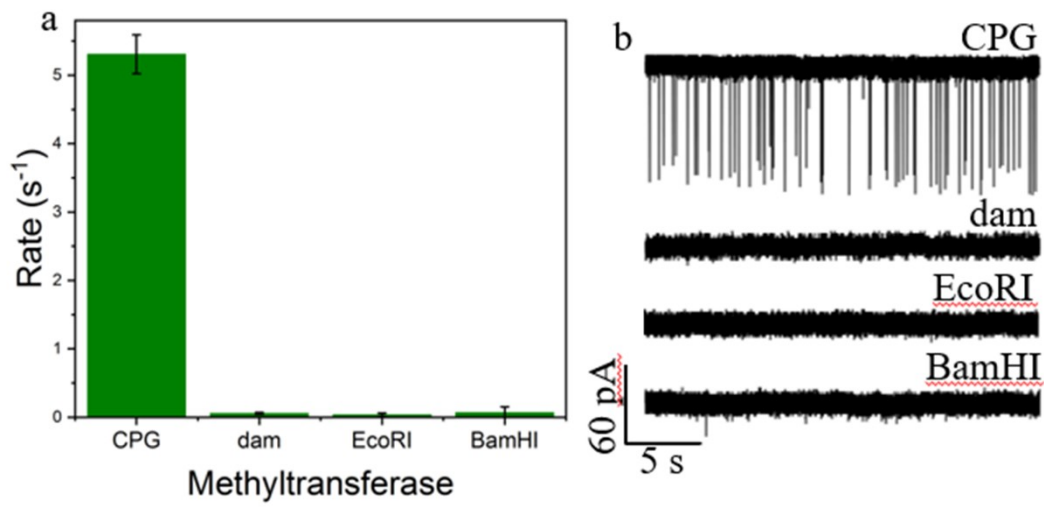 a
Rate (s⁻¹)
5
4
3
2
1
0
CPG dam EcoRI BamHI
Methyltransferase
b
CPG
dam
EcoRI
BamHI
60 pA
5 s